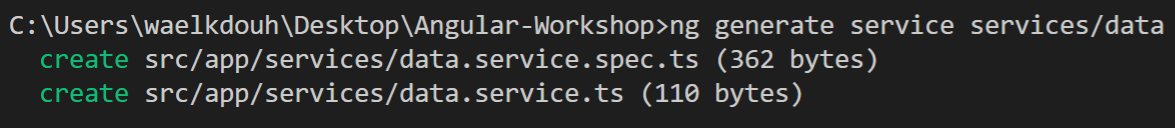 C:\Users\waelkdouh\Desktop\Angular-Workshop>ng generate service services/data
create src/app/services/data.service.spec.ts (362 bytes)
create src/app/services/data.service.ts (110 bytes)